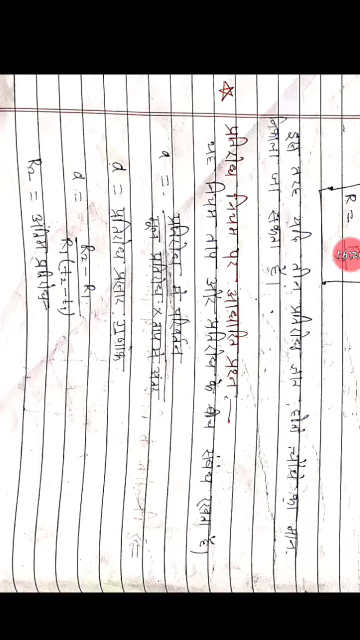 R =
इस तरह यदि तीन प्रतिरोध ज्ञात होते चौथे का मान
निकाला जा सकता है।
☆ प्रतिरोध नियम पर आधारित प्रश्न :-
यह नियम ताप और प्रतिरोध के बीच संबंध रखता है)
α = प्रतिरोध में परिवर्तन
मूल प्रतिरोध × ताप में
α = प्रतिरोध ताप गुणांक
α = R₂ - R₁
R₁ (t₂ - t₁)
R₂ = अंतिम प्रतिरोध